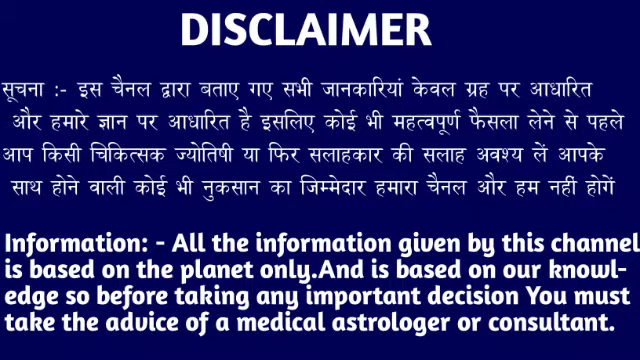 DISCLAIMER
सूचना :- इस चैनल द्वारा बताए गए सभी जानकारियां केवल ग्रह पर आधारित
और हमारे ज्ञान पर आधारित है इसलिए कोई भी महत्वपूर्ण फैसला लेने से पहले
आप किसी चिकित्सक ज्योतिषी या फिर सलाहकार की सलाह अवश्य लें आपके
साथ होने वाली कोई भी नुकसान का जिम्मेदार हमारा चैनल और हम नहीं होगें
Information: - All the information given by this channel
is based on the planet only.And is based on our knowl-
edge so before taking any important decision You must
take the advice of a medical astrologer or consultant.